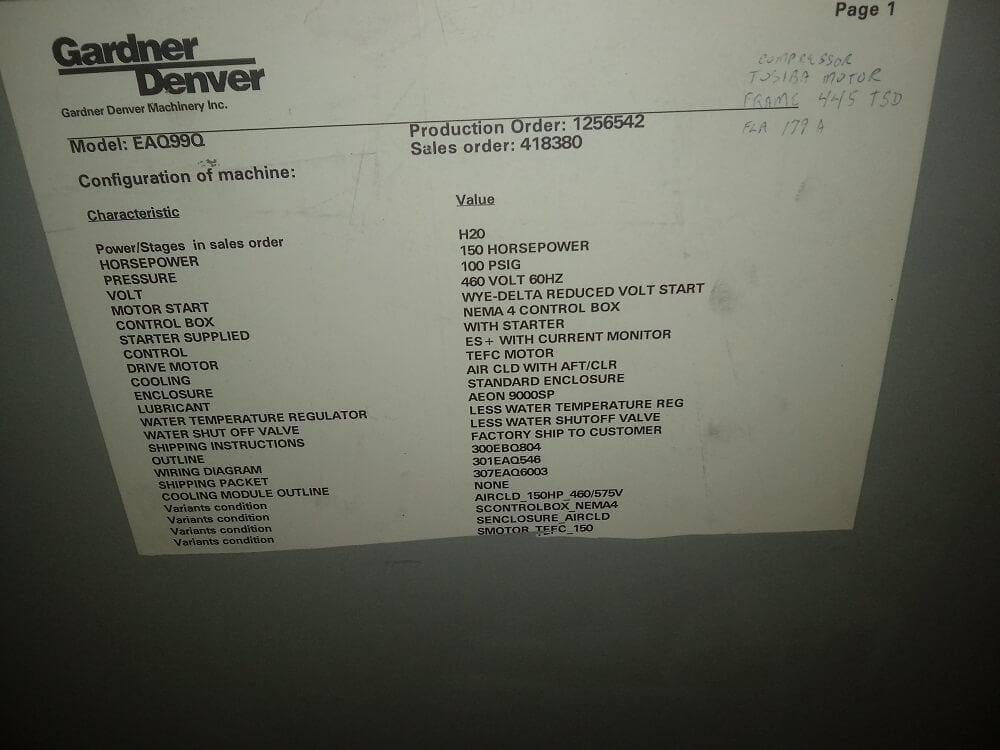 Page 1
Gardner
Denver
Gardner Denver Machinery Inc.
COMPRESSOR
TOSIBA MOTOR
FRAME 445 TSD
FLA 179 A
Model: EAQ99Q Production Order: 1256542
Sales order: 418380
Configuration of machine:
Characteristic Value
Power/Stages in sales order H20
HORSEPOWER 150 HORSEPOWER
PRESSURE 100 PSIG
VOLT 460 VOLT 60HZ
MOTOR START WYE-DELTA REDUCED VOLT START
CONTROL BOX NEMA 4 CONTROL BOX
STARTER SUPPLIED WITH STARTER
CONTROL ES+ WITH CURRENT MONITOR
DRIVE MOTOR TEFC MOTOR
COOLING AIR CLD WITH AFT/CLR
ENCLOSURE STANDARD ENCLOSURE
LUBRICANT AEON 9000SP
WATER TEMPERATURE REGULATOR LESS WATER TEMPERATURE REG
WATER SHUT OFF VALVE LESS WATER SHUTOFF VALVE
SHIPPING INSTRUCTIONS FACTORY SHIP TO CUSTOMER
OUTLINE 300EBQ804
WIRING DIAGRAM 301EAQ546
SHIPPING PACKET 307EAQ6003
COOLING MODULE OUTLINE NONE
Variants condition AIRCLD_150HP_460/575V
Variants condition SCONTROLBOX_NEMA4
Variants condition SENCLOSURE_AIRCLD
Variants condition SMOTOR_TEFC_150